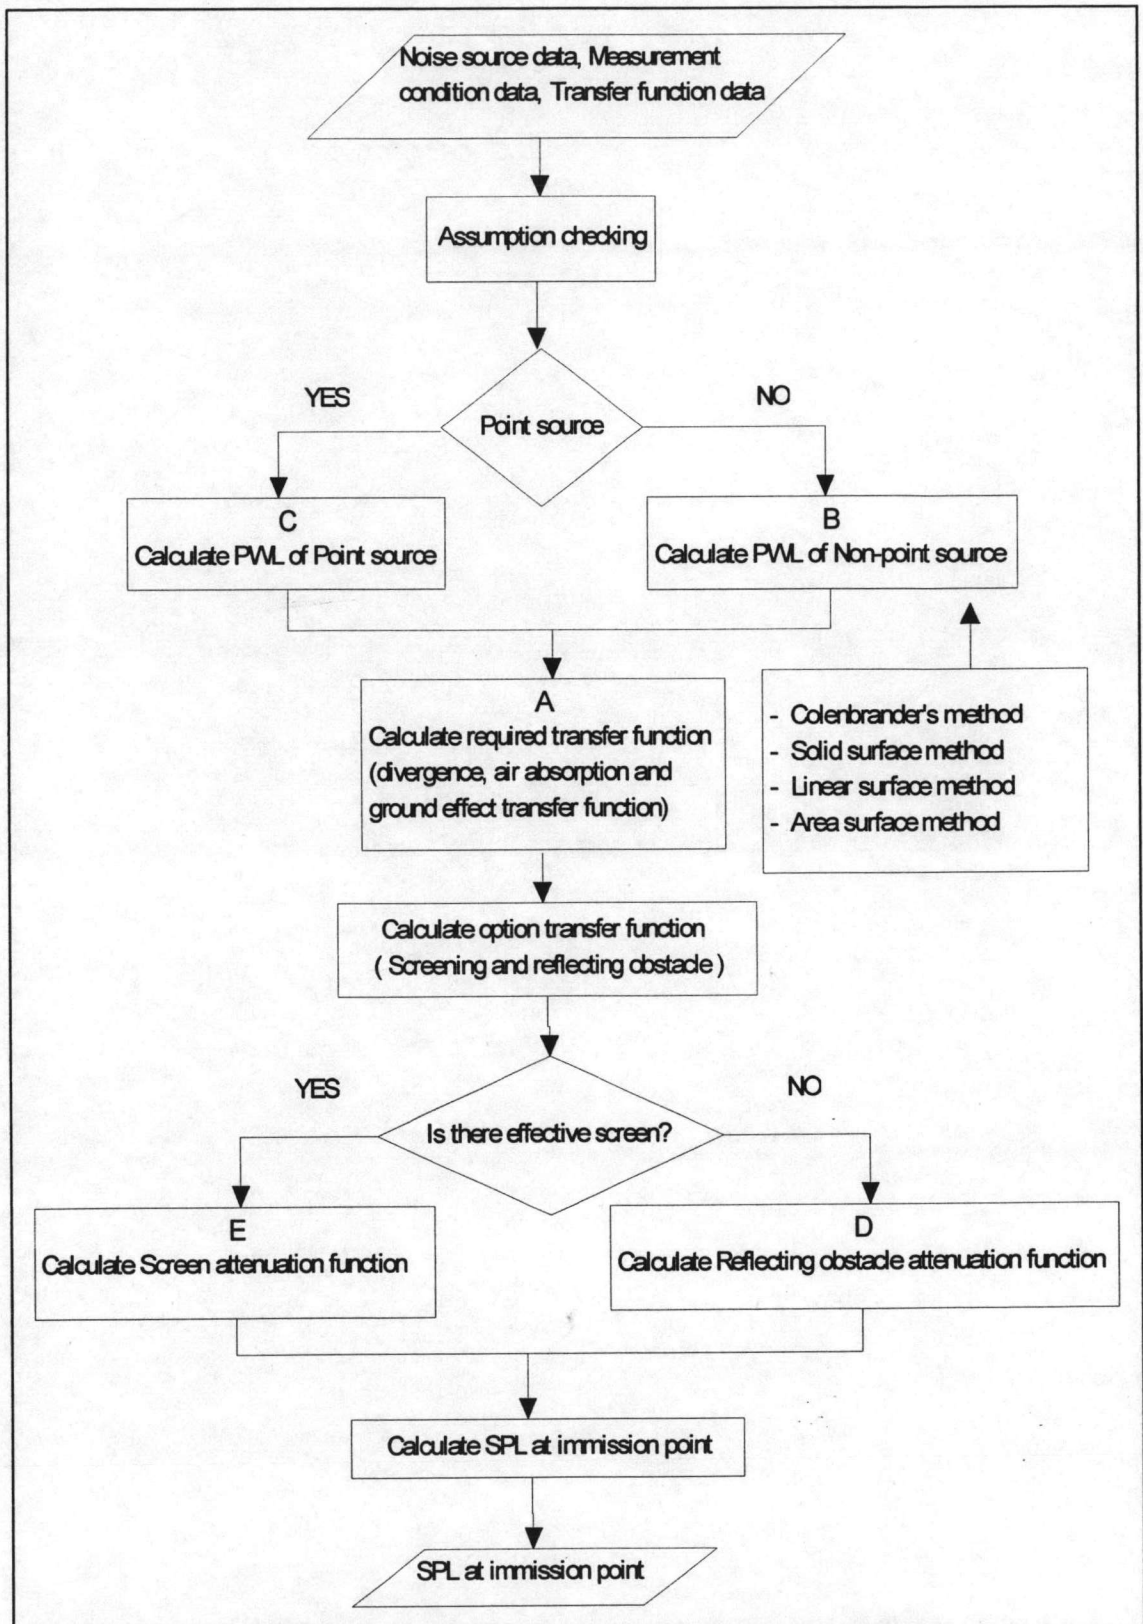 Noise source data, Measurement
condition data, Transfer function data
Assumption checking
YES
NO
Point source
C
Calculate PWL of Point source
B
Calculate PWL of Non-point source
A
Calculate required transfer function
(divergence, air absorption and
ground effect transfer function)
- Colenbrander's method
- Solid surface method
- Linear surface method
- Area surface method
Calculate option transfer function
( Screening and reflecting obstacle )
YES
NO
Is there effective screen?
E
Calculate Screen attenuation function
D
Calculate Reflecting obstacle attenuation function
Calculate SPL at immission point
SPL at immission point